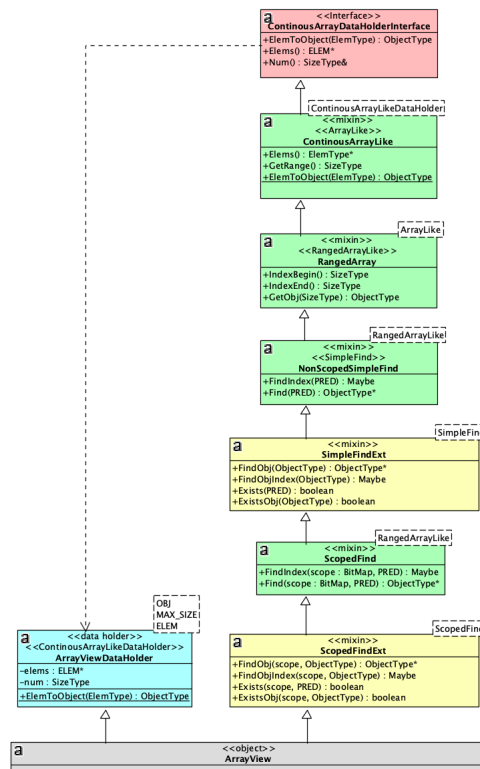 a
<<Interface>>
ContinousArrayDataHolderInterface
+ElemToObject(ElemType) : ObjectType
+Elems() : ELEM*
+Num() : SizeType&
ContinousArrayLikeDataHolder
a
<<mixin>>
<<ArrayLike>>
ContinousArrayLike
+Elems() : ElemType*
+GetRange() : SizeType
+ElemToObject(ElemType) : ObjectType
ArrayLike
a
<<mixin>>
<<RangedArrayLike>>
RangedArray
+IndexBegin() : SizeType
+IndexEnd() : SizeType
+GetObj(SizeType) : ObjectType
RangedArrayLike
a
<<mixin>>
<<SimpleFind>>
NonScopedSimpleFind
+FindIndex(PRED) : Maybe
+Find(PRED) : ObjectType*
SimpleFin
a
<<mixin>>
SimpleFindExt
+FindObj(ObjectType) : ObjectType*
+FindObjIndex(ObjectType) : Maybe
+Exists(PRED) : boolean
+ExistsObj(ObjectType) : boolean
RangedArrayLike
a
<<mixin>>
ScopedFind
+FindIndex(scope : BitMap, PRED) : Maybe
+Find(scope : BitMap, PRED) : ObjectType*
OBJ
MAX_SIZE
ELEM
a
<<data holder>>
<<ContinousArrayLikeDataHolder>>
ArrayViewDataHolder
-elems : ELEM*
-num : SizeType
+ElemToObject(ElemType) : ObjectType
ScopedFin
a
<<mixin>>
ScopedFindExt
+FindObj(scope, ObjectType) : ObjectType*
+FindObjIndex(scope, ObjectType) : Maybe
+Exists(scope, PRED) : boolean
+ExistsObj(scope, ObjectType) : boolean
a
<<object>>
ArrayView